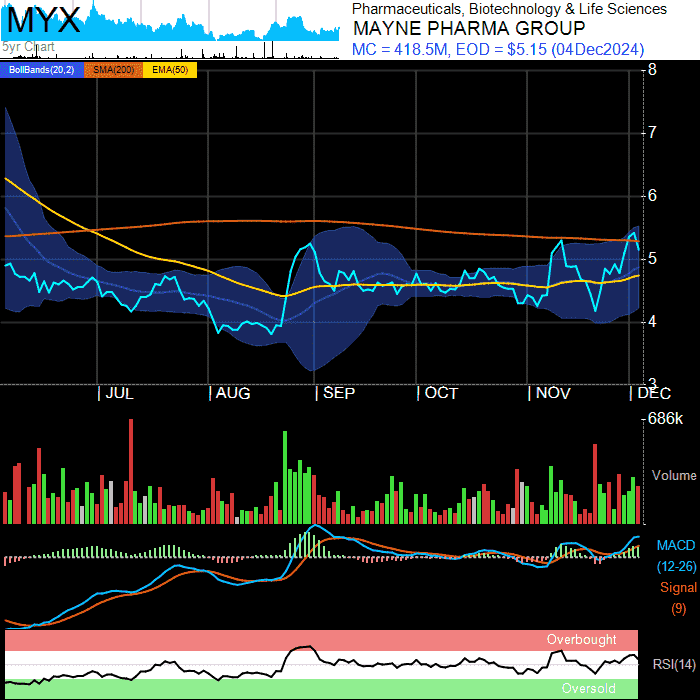 MYX
5yr Chart
Pharmaceuticals, Biotechnology & Life Sciences
MAYNE PHARMA GROUP
MC = 418.5M, EOD = $5.15 (04Dec2024)
BollBands(20,2) SMA(200) EMA(50)
8
7
6
5
4
3
| JUL | AUG | SEP | OCT | NOV | DEC
686k
Volume
MACD
(12-26)
Signal
(9)
Overbought
RSI(14)
Oversold